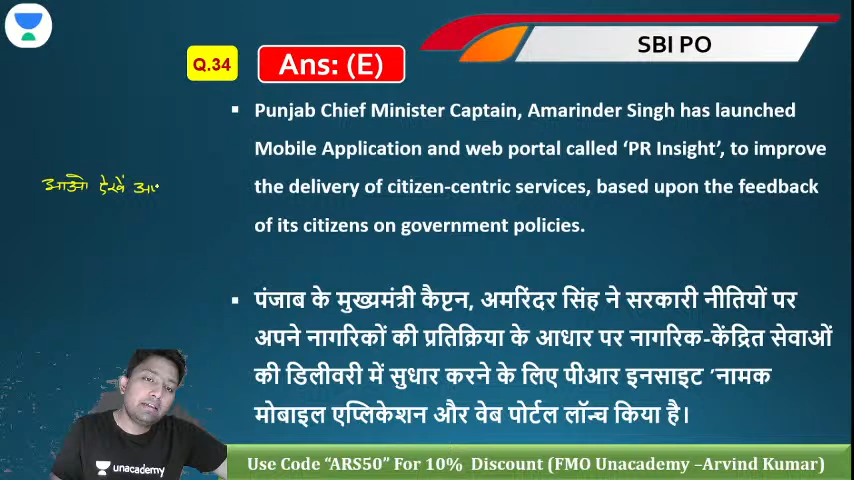 SBI PO
Q.34
Ans: (E)
▪ Punjab Chief Minister Captain, Amarinder Singh has launched
Mobile Application and web portal called ‘PR Insight’, to improve
the delivery of citizen-centric services, based upon the feedback
of its citizens on government policies.
आओ देखें
▪ पंजाब के मुख्यमंत्री कैप्टन, अमरिंदर सिंह ने सरकारी नीतियों पर
अपने नागरिकों की प्रतिक्रिया के आधार पर नागरिक-केंद्रित सेवाओं
की डिलीवरी में सुधार करने के लिए पीआर इनसाइट ’नामक
मोबाइल एप्लिकेशन और वेब पोर्टल लॉन्च किया है।
unacademy
Use Code “ARS50” For 10% Discount (FMO Unacademy –Arvind Kumar)